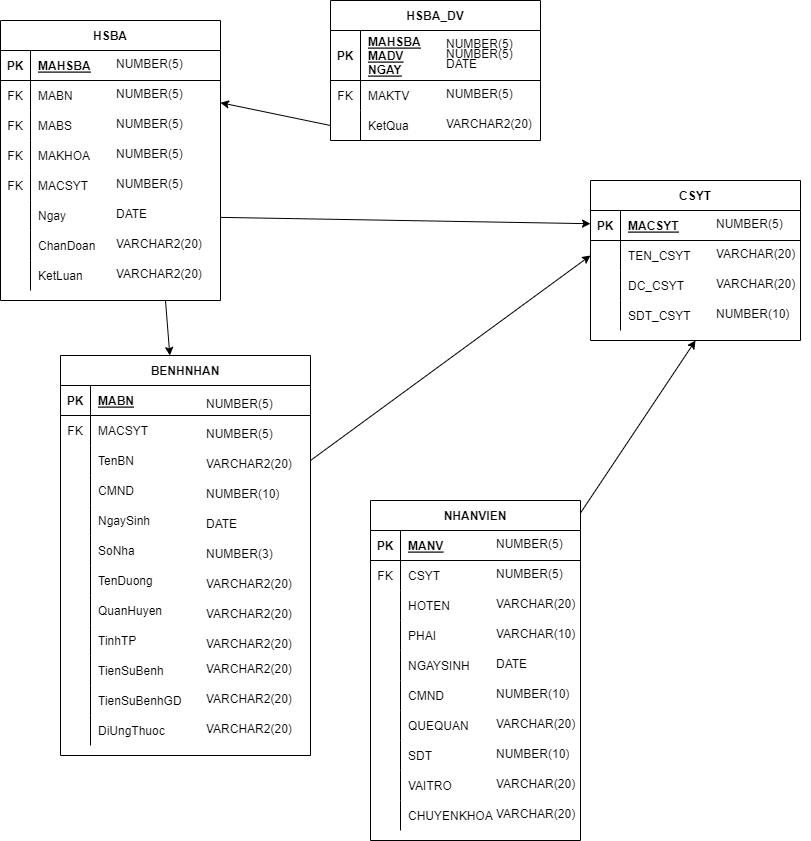 HSBA
PK MAHSBA NUMBER(5)
FK MABN NUMBER(5)
FK MABS NUMBER(5)
FK MAKHOA NUMBER(5)
FK MACSYT NUMBER(5)
Ngay DATE
ChanDoan VARCHAR2(20)
KetLuan VARCHAR2(20)
HSBA_DV
PK MAHSBA NUMBER(5)
MADV NUMBER(5)
NGAY DATE
FK MAKTV NUMBER(5)
KetQua VARCHAR2(20)
CSYT
PK MACSYT NUMBER(5)
TEN_CSYT VARCHAR(20)
DC_CSYT VARCHAR(20)
SDT_CSYT NUMBER(10)
BENHNHAN
PK MABN NUMBER(5)
FK MACSYT NUMBER(5)
TenBN VARCHAR2(20)
CMND NUMBER(10)
NgaySinh DATE
SoNha NUMBER(3)
TenDuong VARCHAR2(20)
QuanHuyen VARCHAR2(20)
TinhTP VARCHAR2(20)
TienSuBenh VARCHAR2(20)
TienSuBenhGD VARCHAR2(20)
DiUngThuoc VARCHAR2(20)
NHANVIEN
PK MANV NUMBER(5)
FK CSYT NUMBER(5)
HOTEN VARCHAR(20)
PHAI VARCHAR(10)
NGAYSINH DATE
CMND NUMBER(10)
QUEQUAN VARCHAR(20)
SDT NUMBER(10)
VAITRO VARCHAR(20)
CHUYENKHOA VARCHAR(20)